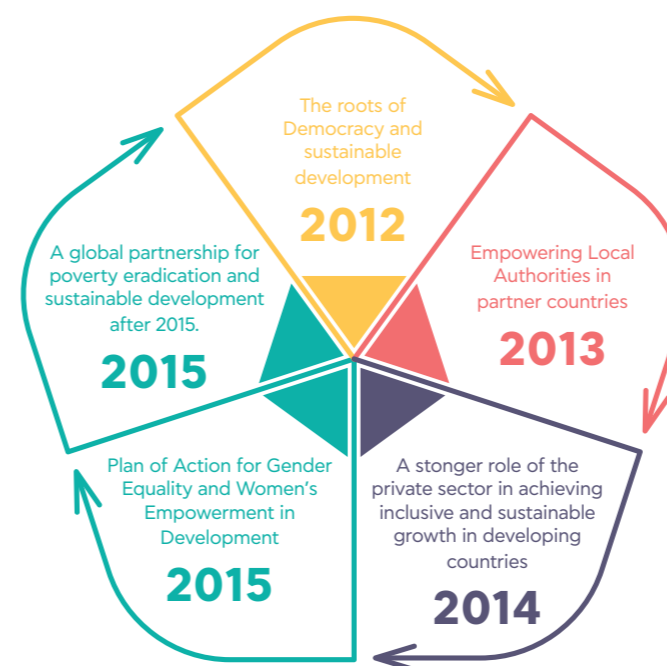 The roots of
Democracy and
sustainable
development
2012
Empowering Local
Authorities in
partner countries
2013
A stonger role of the
private sector in achieving
inclusive and sustainable
growth in developing
countries
2014
Plan of Action for Gender
Equality and Women's
Empowerment in
Development
2015
A global partnership for
poverty eradication and
sustainable development
after 2015.
2015